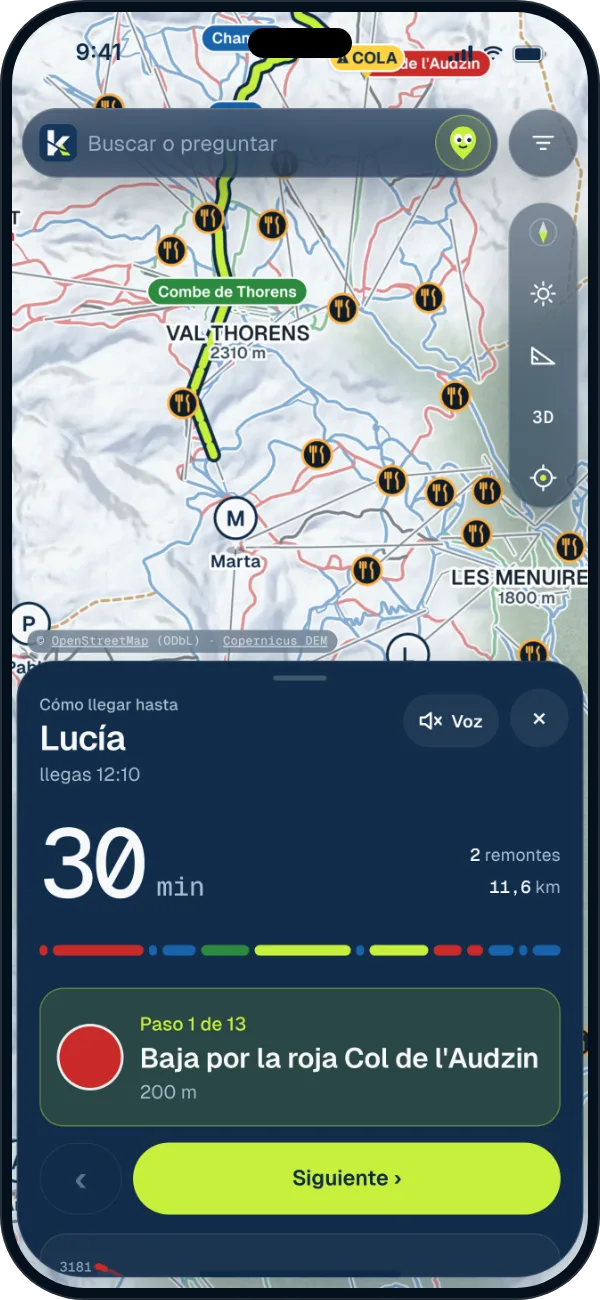 9:41
Cham
COLA
de l'Audzin
Buscar o preguntar
Combe de Thorens
VAL THORENS
2310 m
3D
M
Marta
LES MENUIRE
1800 m
P
© OpenStreetMap (ODbL) · Copernicus DEM
L
Cómo llegar hasta
Lucía
llegas 12:10
Voz
30 min
2 remontes
11,6 km
Paso 1 de 13
Baja por la roja Col de l'Audzin
200 m
Siguiente ›
3181